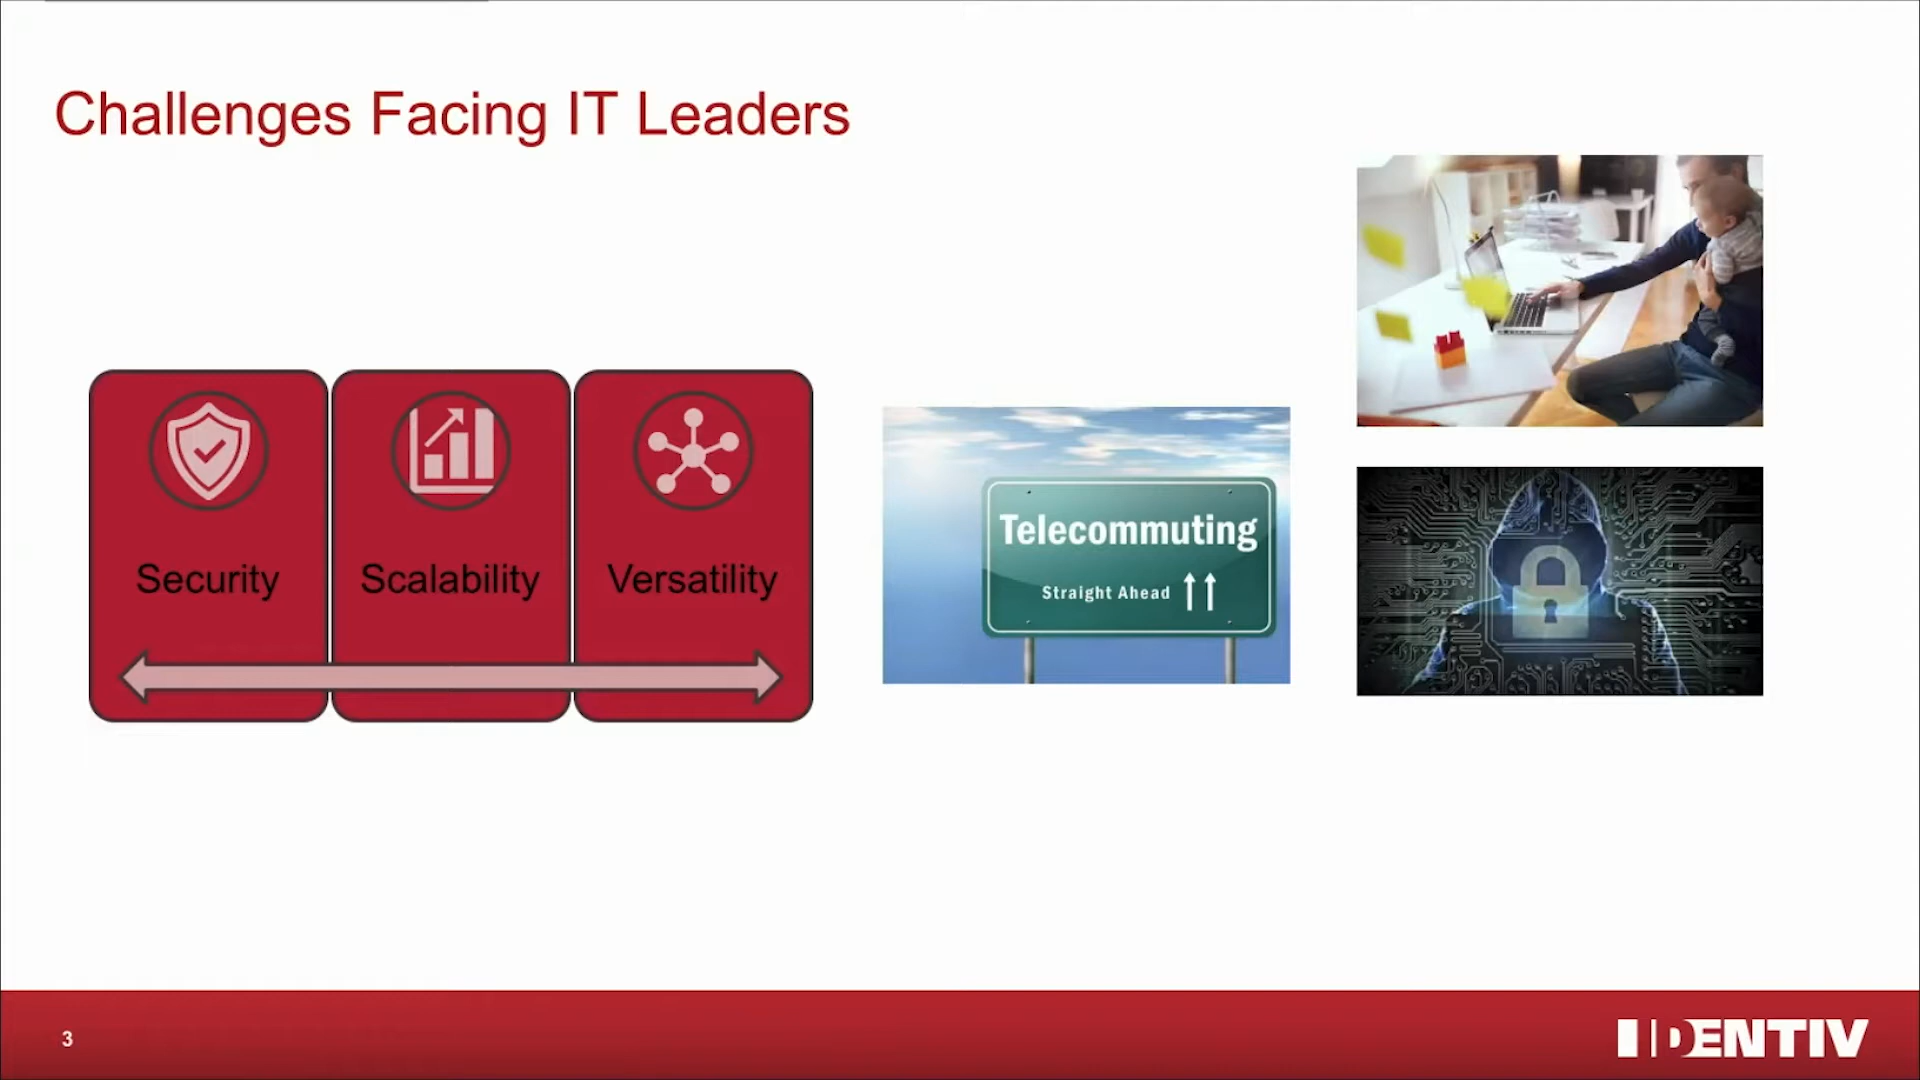 Challenges Facing IT Leaders
Security
Scalability
Versatility
Telecommuting
Straight Ahead
3
IDENTIV